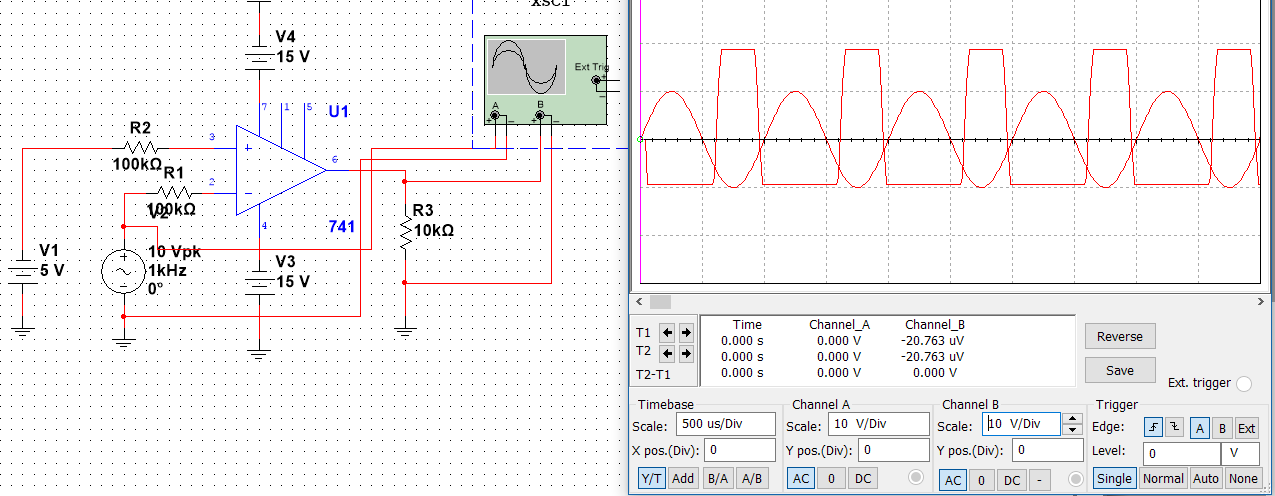 XSC1
V4
15 V
Ext Trig
A
B
7
1
5
U1
R2
3
6
100kΩ
R1
2
100kΩ
V2
4
741
R3
10kΩ
V1
5 V
10 Vpk
1kHz
0°
V3
15 V
T1
T2
T2-T1
Time Channel_A Channel_B
0.000 s 0.000 V -20.763 uV
0.000 s 0.000 V -20.763 uV
0.000 s 0.000 V 0.000 V
Reverse
Save
Ext. trigger
Timebase
Scale: 500 us/Div
X pos.(Div): 0
Y/T Add B/A A/B
Channel A
Scale: 10 V/Div
Y pos.(Div): 0
AC 0 DC
Channel B
Scale: 10 V/Div
Y pos.(Div): 0
AC 0 DC -
Trigger
Edge: A B Ext
Level: 0 V
Single Normal Auto None